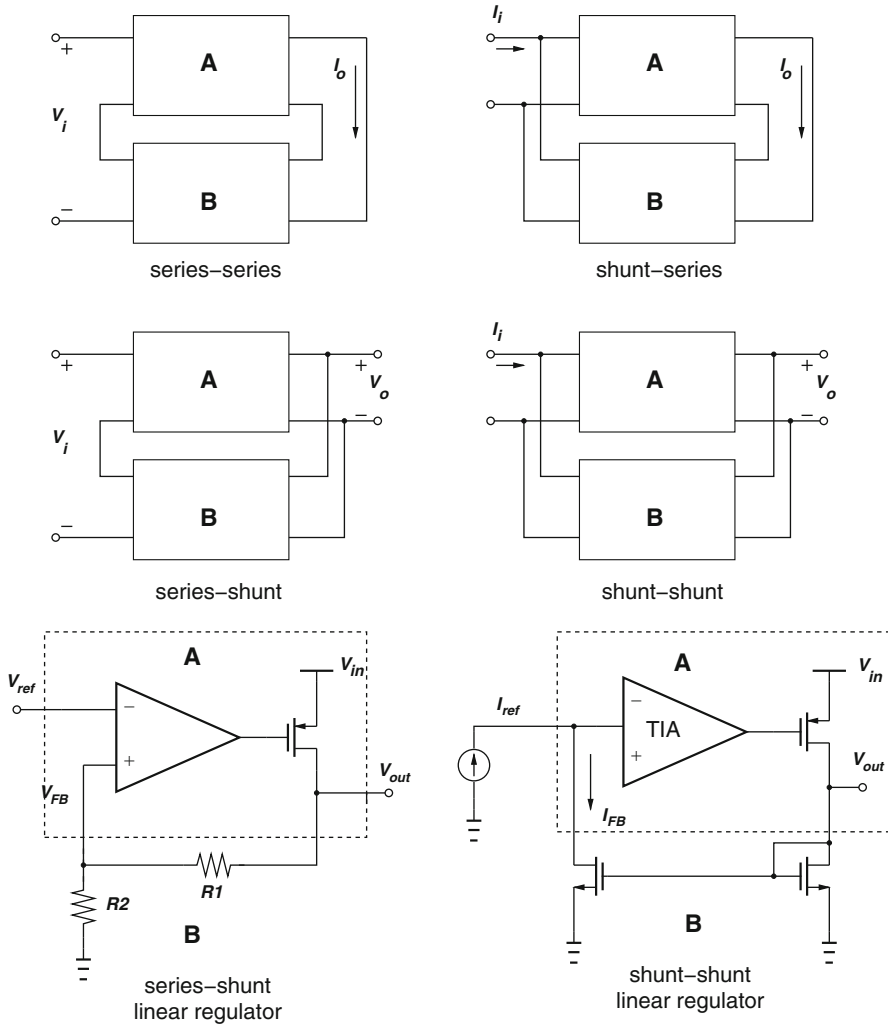 A
+
V_i
I_o
−
B
series−series
I_i
A
I_o
B
shunt−series
A
+
V_i
+
V_o
−
−
B
series−shunt
I_i
A
+
V_o
−
B
shunt−shunt
A
V_in
V_ref
−
+
V_FB
V_out
R1
R2
B
series−shunt
linear regulator
A
V_in
I_ref
−
TIA
+
V_out
I_FB
B
shunt−shunt
linear regulator